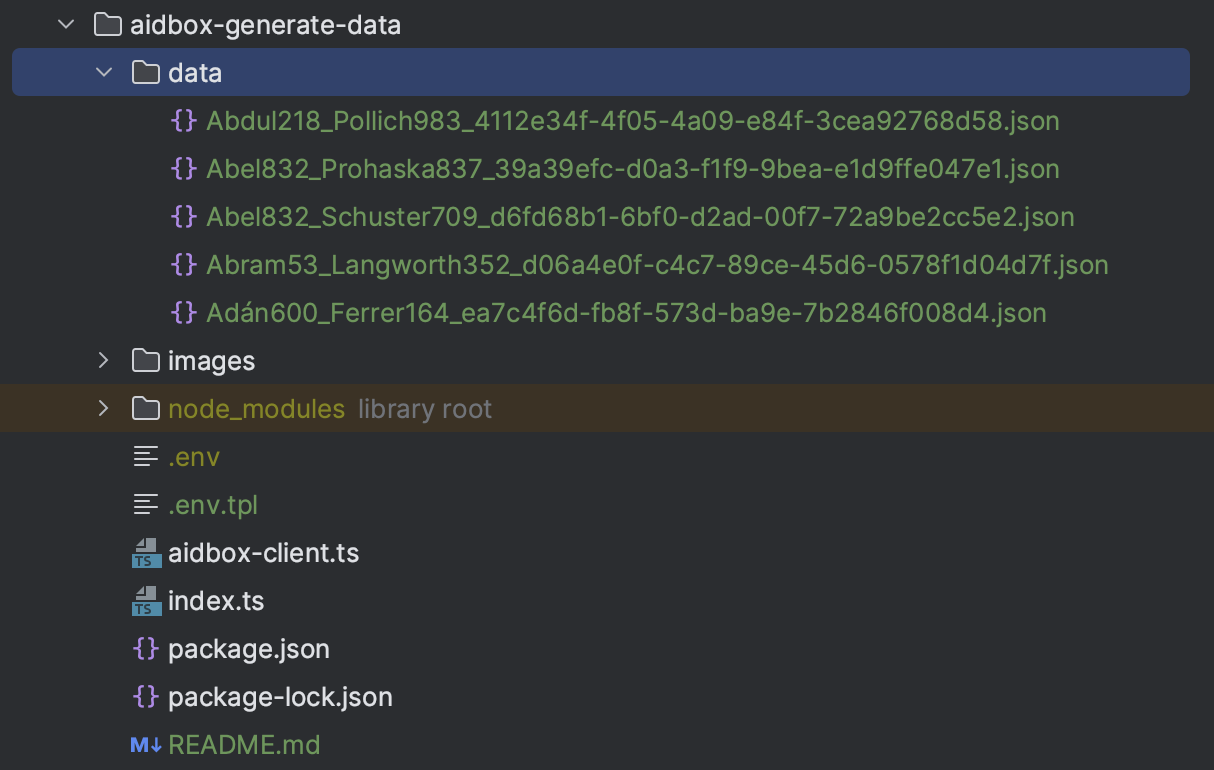 aidbox-generate-data
data
{} Abdul218_Pollich983_4112e34f-4f05-4a09-e84f-3cea92768d58.json
{} Abel832_Prohaska837_39a39efc-d0a3-f1f9-9bea-e1d9ffe047e1.json
{} Abel832_Schuster709_d6fd68b1-6bf0-d2ad-00f7-72a9be2cc5e2.json
{} Abram53_Langworth352_d06a4e0f-c4c7-89ce-45d6-0578f1d04d7f.json
{} Adán600_Ferrer164_ea7c4f6d-fb8f-573d-ba9e-7b2846f008d4.json
images
node_modules library root
.env
.env.tpl
TS aidbox-client.ts
TS index.ts
{} package.json
{} package-lock.json
M↓ README.md